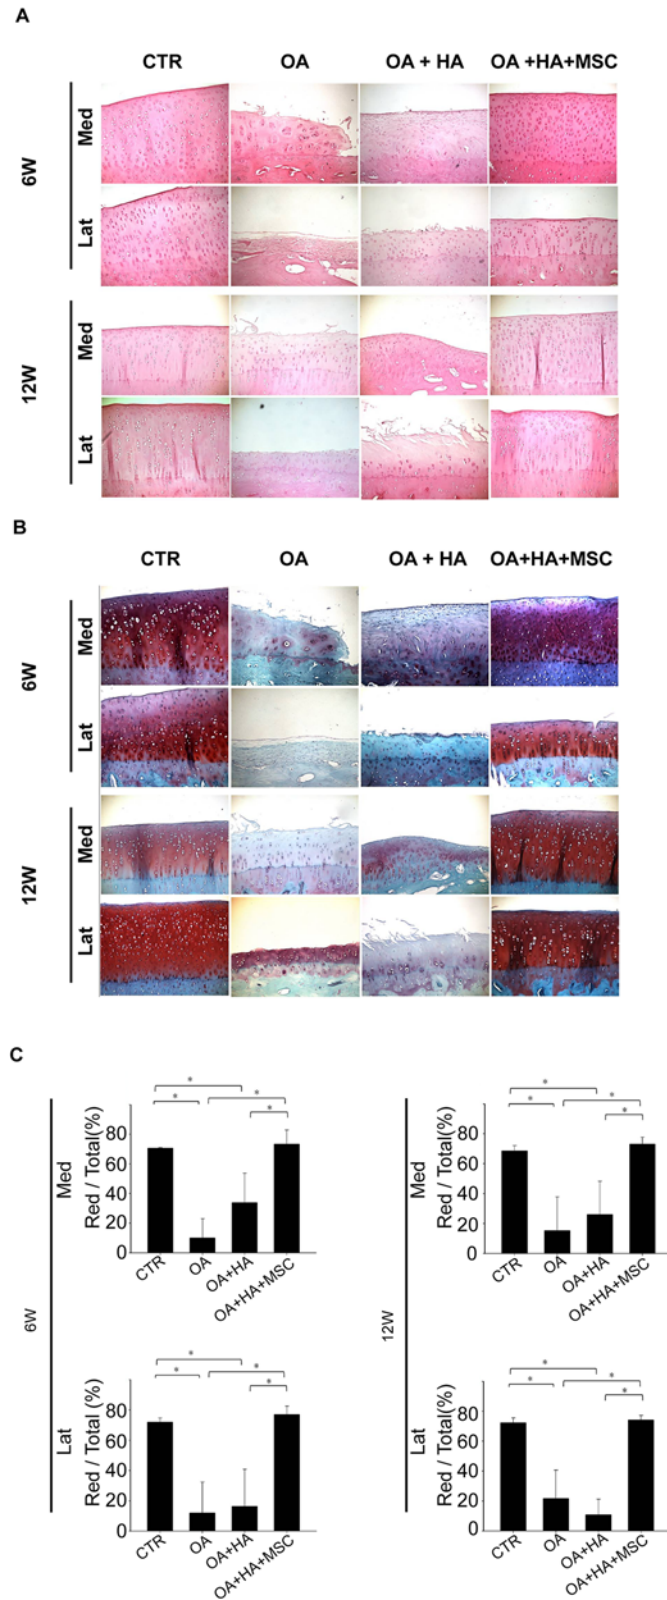 A
CTR OA OA + HA OA +HA+MSC
6W
Med
Lat
12W
Med
Lat
B
CTR OA OA + HA OA+HA+MSC
6W
Med
Lat
12W
Med
Lat
C
6W
Med
Red / Total(%)
* * * *
80
60
40
20
0
CTR OA OA+HA OA+HA+MSC
Lat
Red / Total (%)
* * * *
80
60
40
20
0
CTR OA OA+HA OA+HA+MSC
12W
Med
Red / Total(%)
* * * *
80
60
40
20
0
CTR OA OA+HA OA+HA+MSC
Lat
Red / Total(%)
* * * *
80
60
40
20
0
CTR OA OA+HA OA+HA+MSC